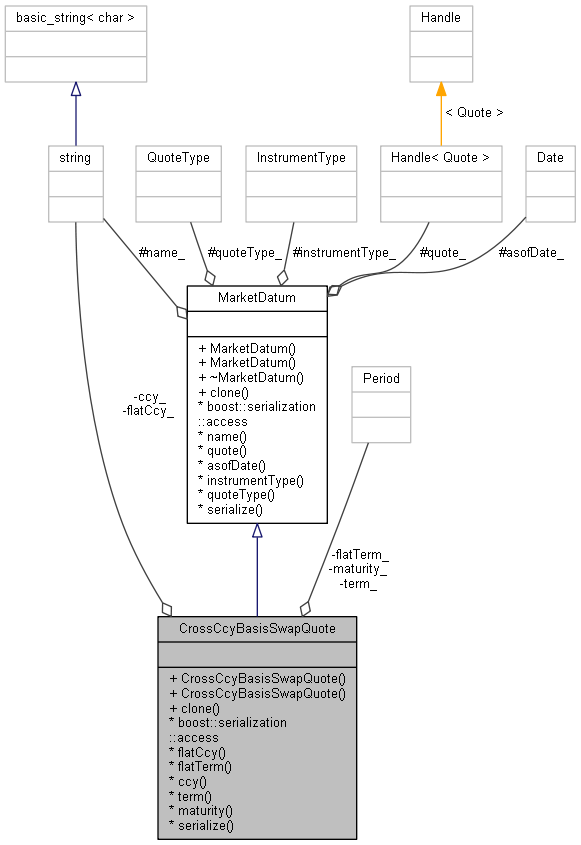 basic_string< char >
Handle
< Quote >
string
QuoteType
InstrumentType
Handle< Quote >
Date
#name_
#quoteType_
#instrumentType_
#quote_
#asofDate_
MarketDatum
+ MarketDatum()
+ MarketDatum()
+ ~MarketDatum()
+ clone()
* boost::serialization
::access
* name()
* quote()
* asofDate()
* instrumentType()
* quoteType()
* serialize()
Period
-ccy_
-flatCcy_
-flatTerm_
-maturity_
-term_
CrossCcyBasisSwapQuote
+ CrossCcyBasisSwapQuote()
+ CrossCcyBasisSwapQuote()
+ clone()
* boost::serialization
::access
* flatCcy()
* flatTerm()
* ccy()
* term()
* maturity()
* serialize()